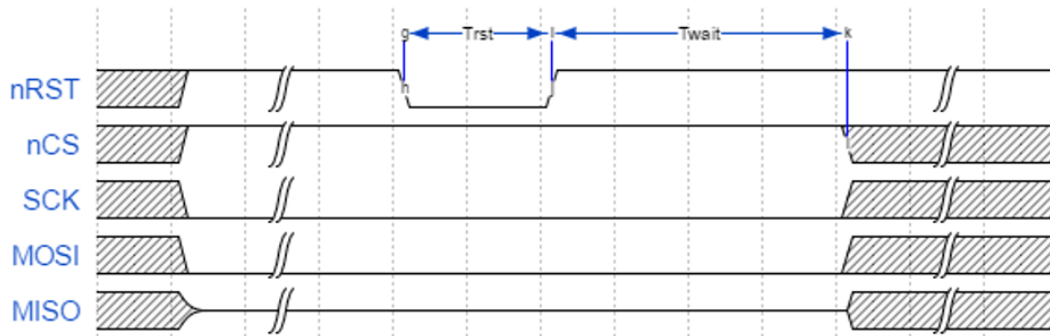 g Trst i Twait k
nRST h j
nCS l
SCK
MOSI
MISO